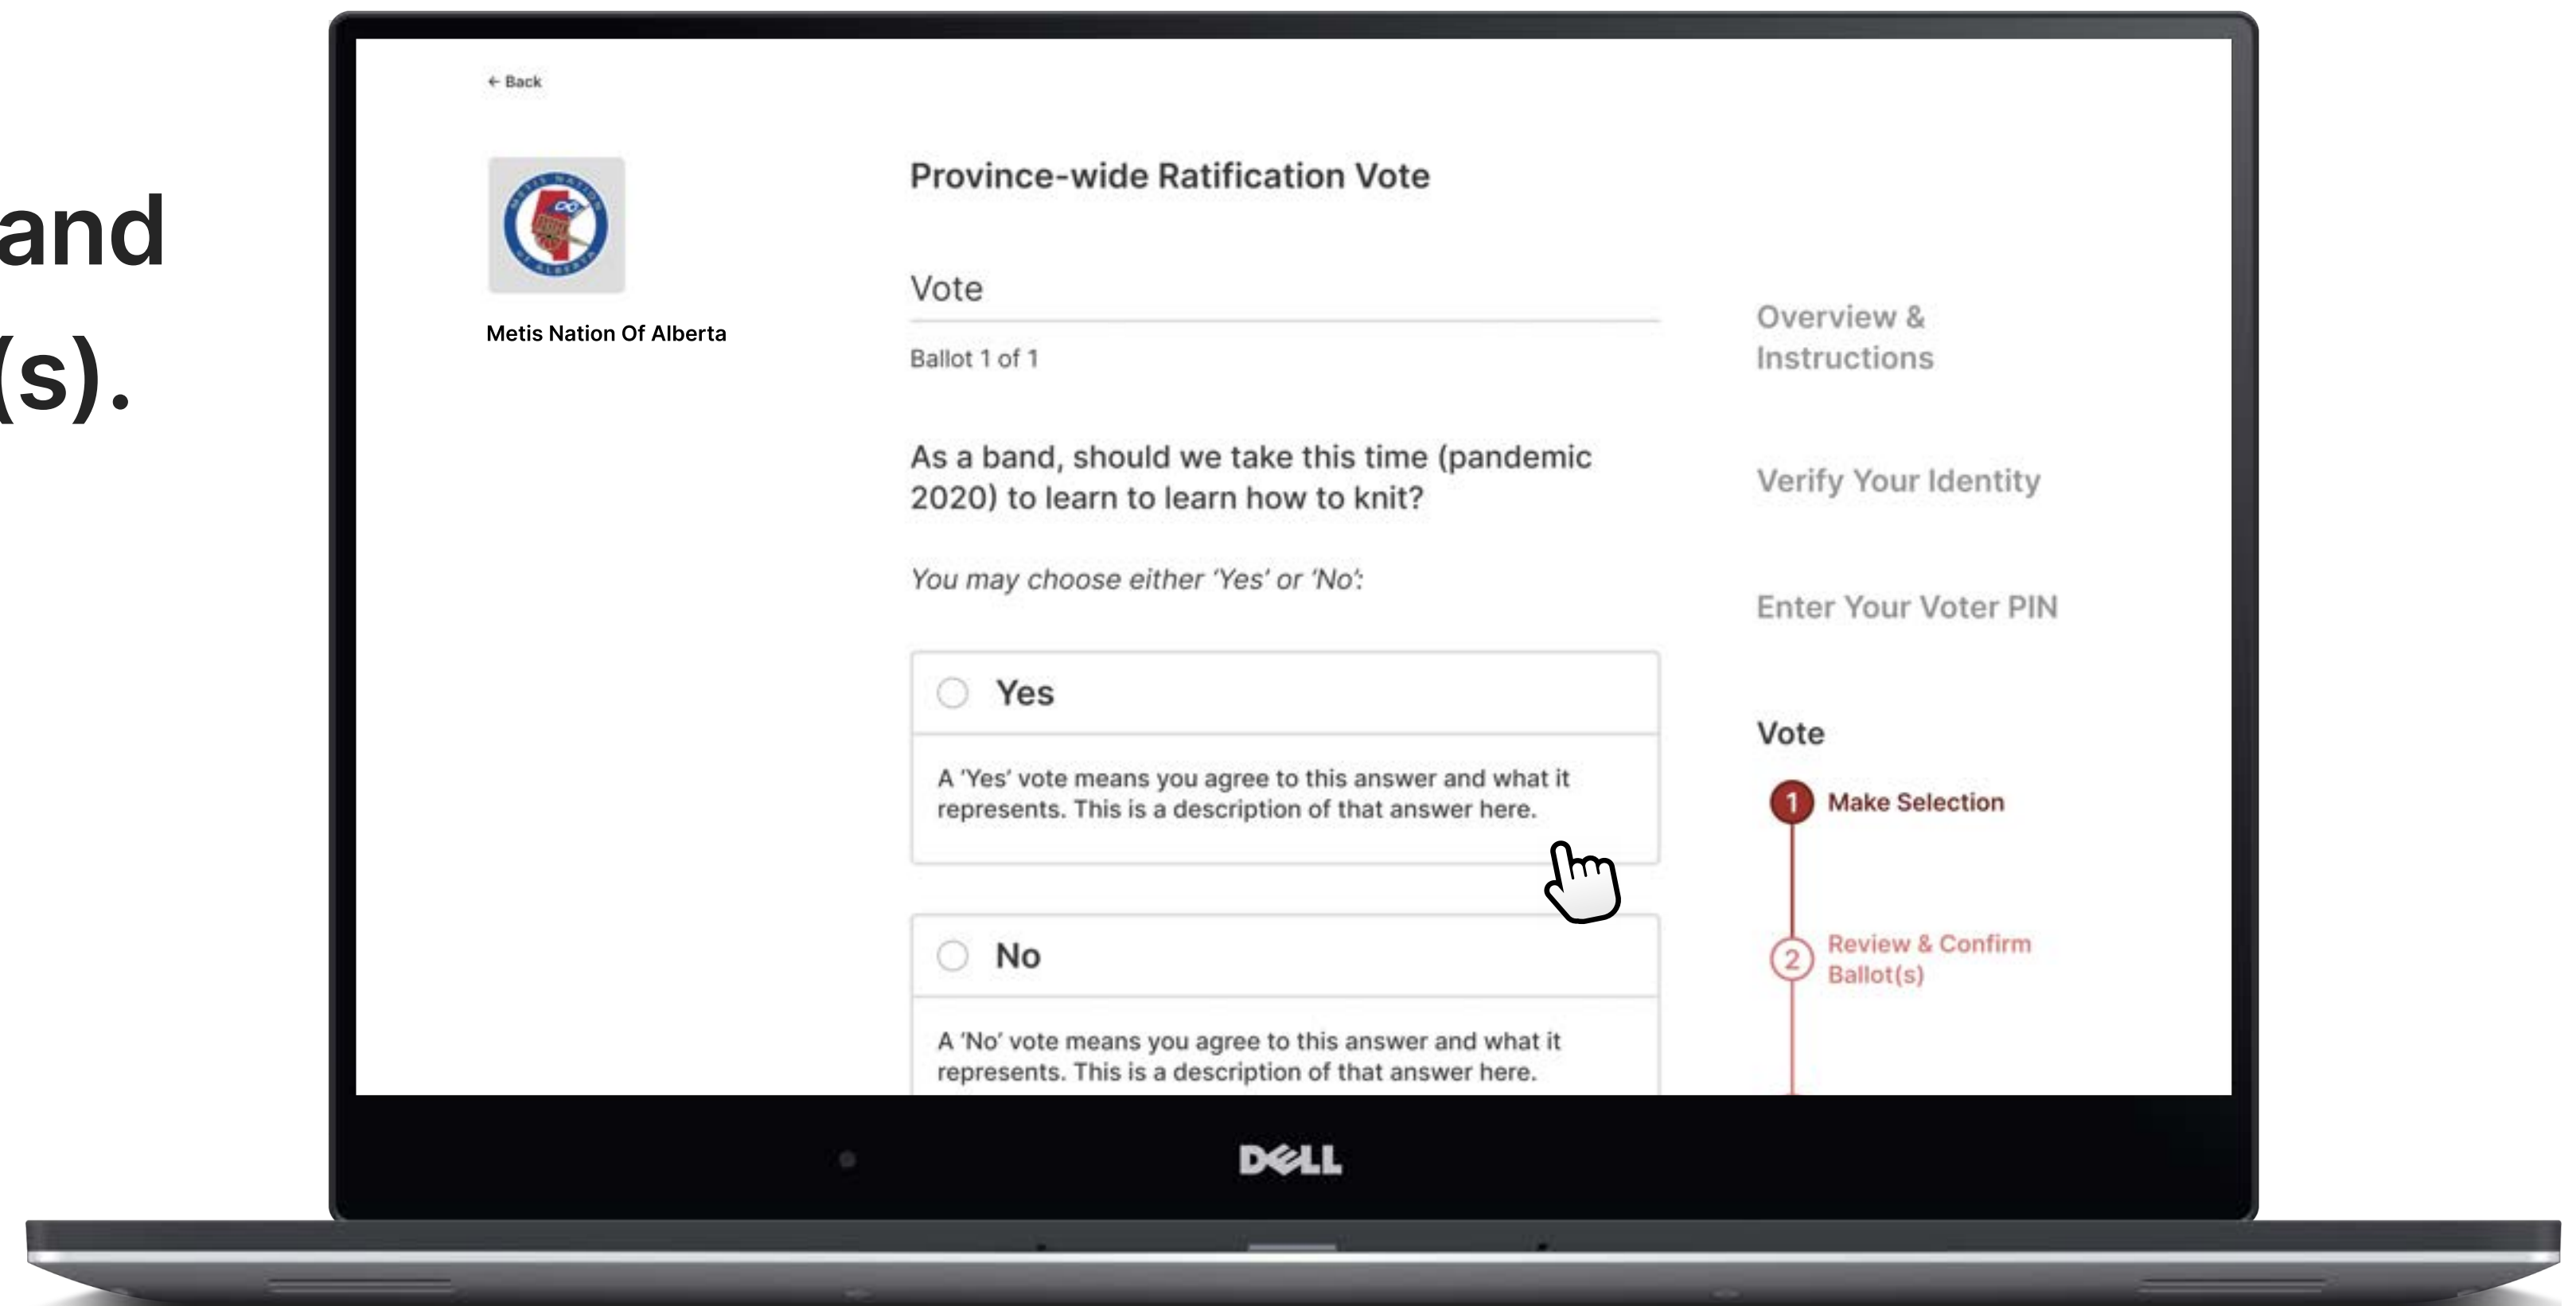 and
(s).
← Back
METIS NATION
OF ALBERTA
Metis Nation Of Alberta
Province-wide Ratification Vote
Vote
Ballot 1 of 1
As a band, should we take this time (pandemic
2020) to learn to learn how to knit?
You may choose either ‘Yes’ or ‘No’:
Yes
A ‘Yes’ vote means you agree to this answer and what it
represents. This is a description of that answer here.
No
A ‘No’ vote means you agree to this answer and what it
represents. This is a description of that answer here.
Overview &
Instructions
Verify Your Identity
Enter Your Voter PIN
Vote
1 Make Selection
2 Review & Confirm
Ballot(s)
DELL